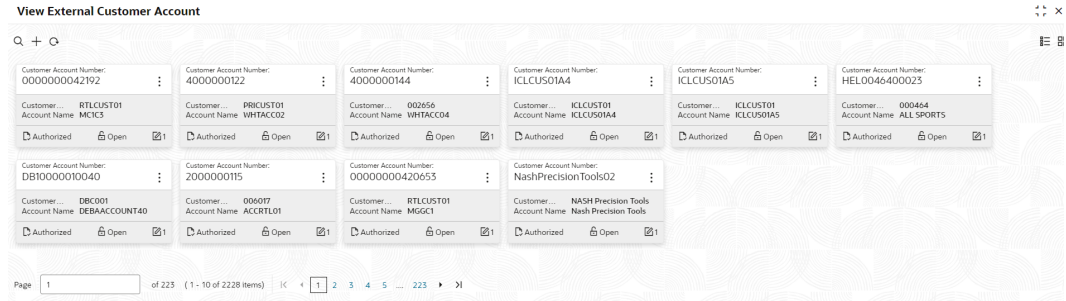 View External Customer Account
Customer Account Number:
0000000042192
Customer... RTLCUST01
Account Name MC1C3
Authorized Open 1
Customer Account Number:
4000000122
Customer... PRICUST01
Account Name WHTACC02
Authorized Open 1
Customer Account Number:
4000000144
Customer... 002656
Account Name WHTACC04
Authorized Open 1
Customer Account Number:
ICLCUS01A4
Customer... ICLCUST01
Account Name ICLCUS01A4
Authorized Open 1
Customer Account Number:
ICLCUS01A5
Customer... ICLCUST01
Account Name ICLCUS01A5
Authorized Open 1
Customer Account Number:
HEL0046400023
Customer... 000464
Account Name ALL SPORTS
Authorized Open 1
Customer Account Number:
DB10000010040
Customer... DBC001
Account Name DEBAACCOUNT40
Authorized Open 1
Customer Account Number:
2000000115
Customer... 006017
Account Name ACCRTL01
Authorized Open 1
Customer Account Number:
00000000420653
Customer... RTLCUST01
Account Name MGGC1
Authorized Open 1
Customer Account Number:
NashPrecisionTools02
Customer... NASH Precision Tools
Account Name Nash Precision Tools
Authorized Open 1
Page 1 of 223 (1 - 10 of 2228 items) 1 2 3 4 5 ... 223